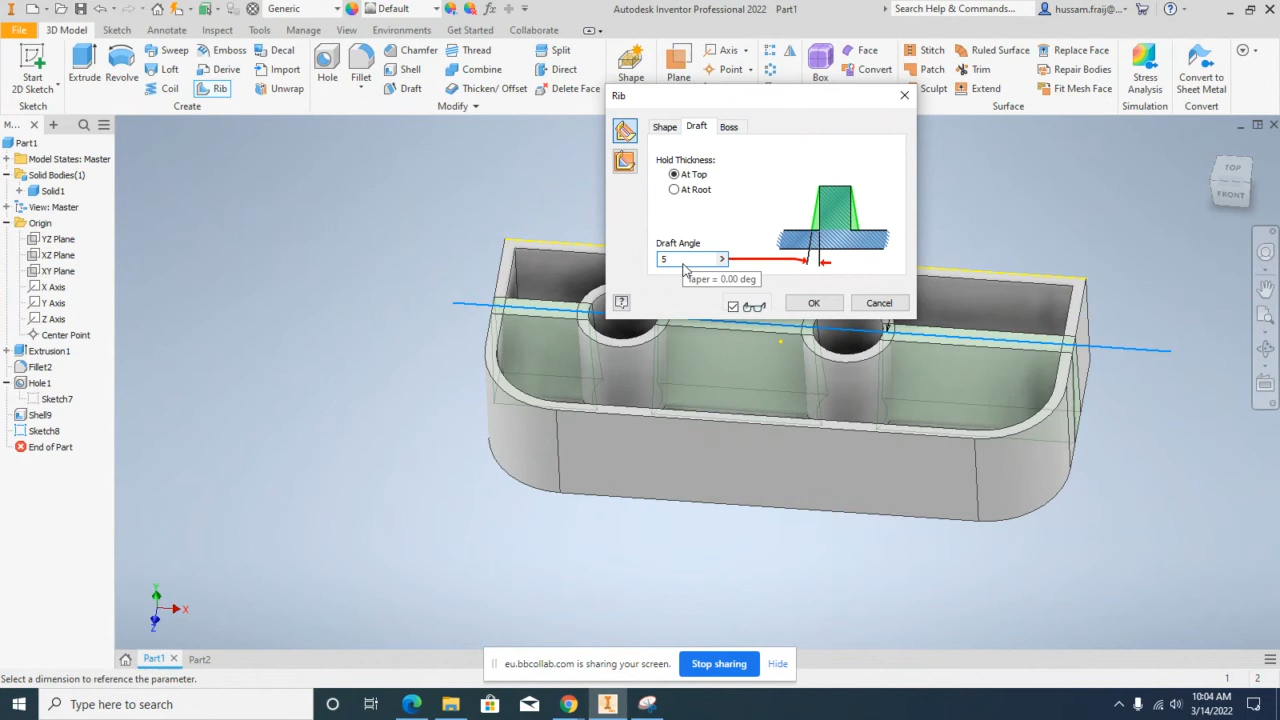 Generic
Default
Autodesk Inventor Professional 2022 Part1
Search Help & Commands...
hussam.fraij@...
File
3D Model
Sketch
Annotate
Inspect
Tools
Manage
View
Environments
Get Started
Collaborate
Start
2D Sketch
Extrude
Revolve
Sweep
Emboss
Decal
Loft
Derive
Import
Coil
Rib
Unwrap
Hole
Fillet
Chamfer
Thread
Split
Shell
Combine
Direct
Draft
Thicken/ Offset
Delete Face
Shape
Plane
Axis
Point
Box
Face
Convert
Stitch
Ruled Surface
Replace Face
Patch
Trim
Repair Bodies
Sculpt
Extend
Fit Mesh Face
Stress
Analysis
Convert to
Sheet Metal
Sketch
Create
Modify
Surface
Simulation
Convert
M...
Part1
Model States: Master
Solid Bodies(1)
Solid1
View: Master
Origin
YZ Plane
XZ Plane
XY Plane
X Axis
Y Axis
Z Axis
Center Point
Extrusion1
Fillet2
Hole1
Sketch7
Shell9
Sketch8
End of Part
Rib
Shape
Draft
Boss
Hold Thickness:
At Top
At Root
Draft Angle
5
Taper = 0.00 deg
OK
Cancel
TOP
FRONT
Y
X
Z
Part1
Part2
eu.bbcollab.com is sharing your screen.
Stop sharing
Hide
Select a dimension to reference the parameter.
1
2
Type here to search
10:04 AM
3/14/2022